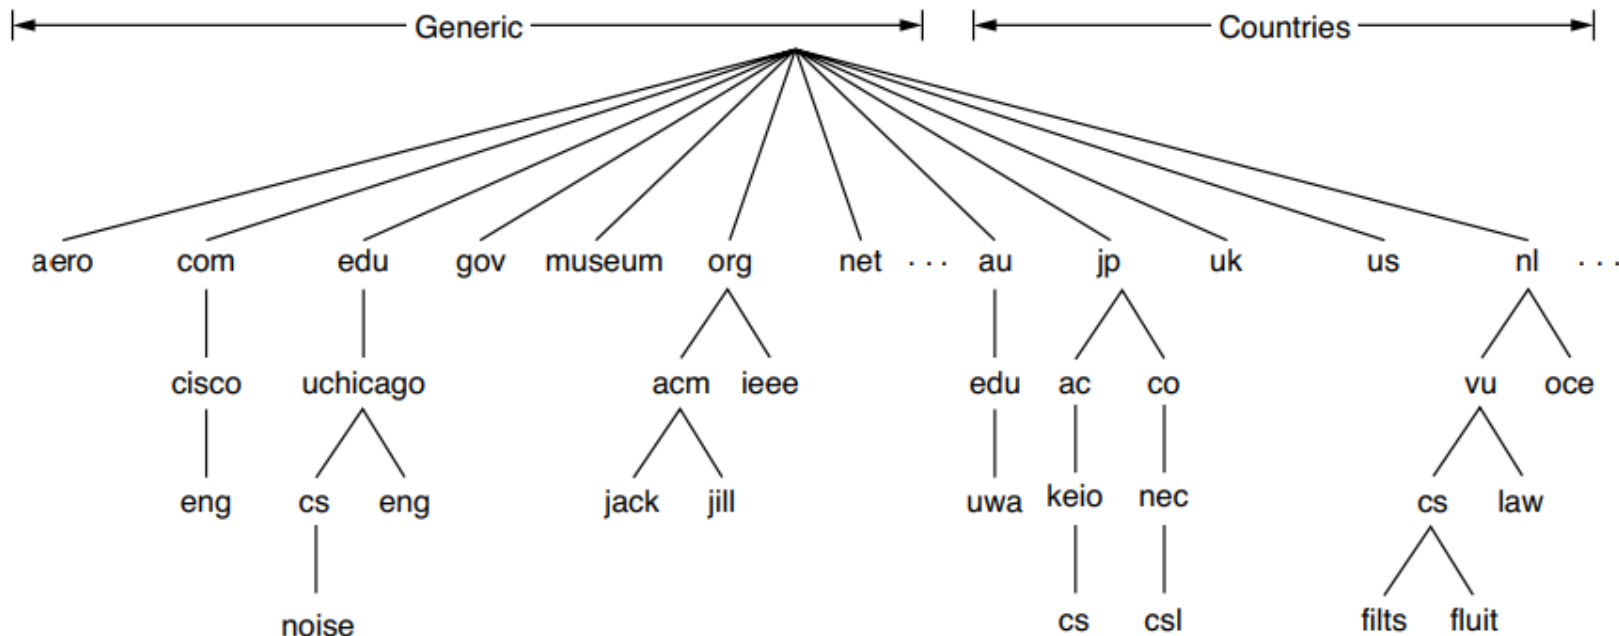 Generic Countries
aero com edu gov museum org net . . . au jp uk us nl . . .
cisco uchicago acm ieee edu ac co vu oce
eng cs eng jack jill uwa keio nec cs law
noise cs csl filts fluit